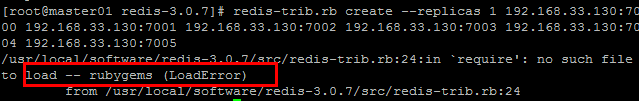 [root@master01 redis-3.0.7]# redis-trib.rb create --replicas 1 192.168.33.130:70
00 192.168.33.130:7001 192.168.33.130:7002 192.168.33.130:7003 192.168.33.130:70
04 192.168.33.130:7005
/usr/local/software/redis-3.0.7/src/redis-trib.rb:24:in `require': no such file
to load -- rubygems (LoadError)
from /usr/local/software/redis-3.0.7/src/redis-trib.rb:24